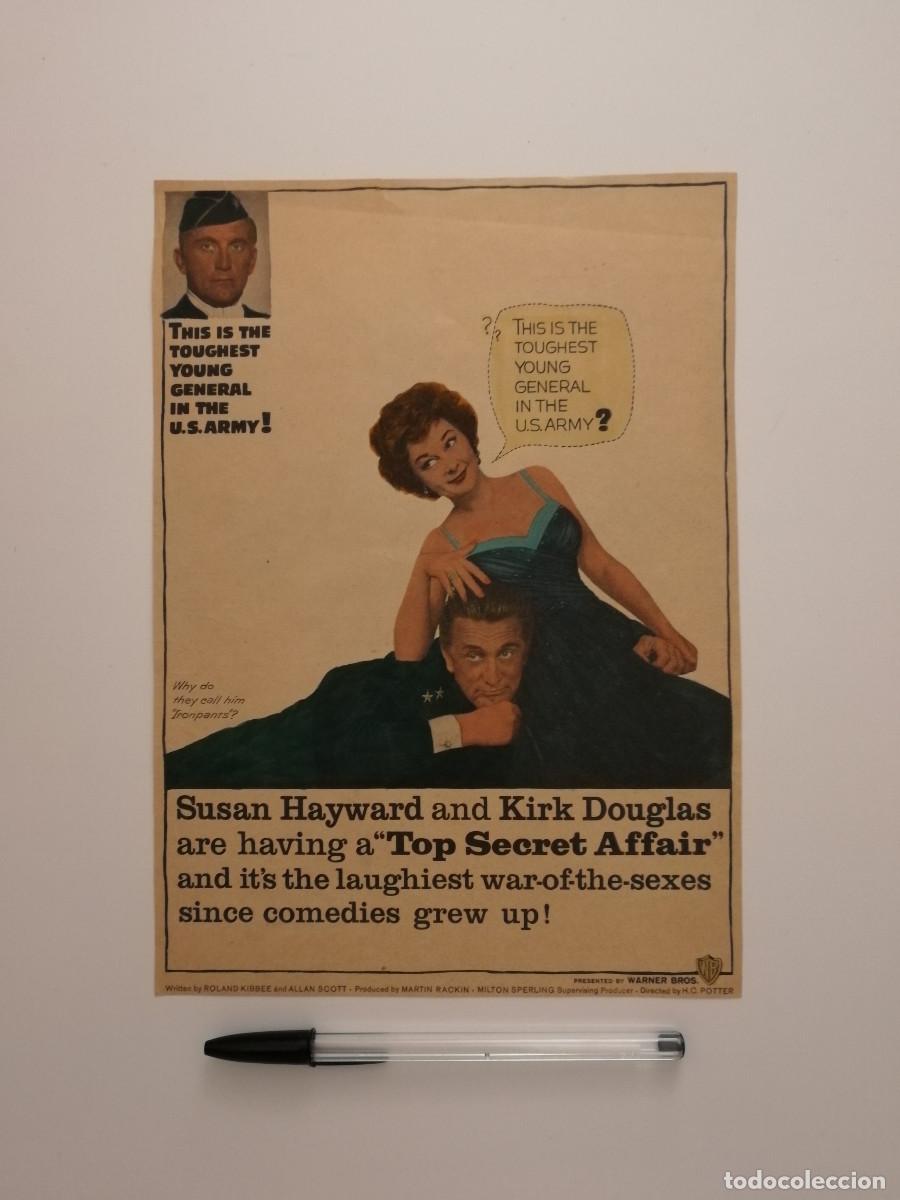 THIS IS THE
TOUGHEST
YOUNG
GENERAL
IN THE
U.S. ARMY!
? ?
THIS IS THE
TOUGHEST
YOUNG
GENERAL
IN THE
U.S. ARMY?
Why do
they call him
"Ironpants"?
Susan Hayward and Kirk Douglas
are having a "Top Secret Affair"
and it's the laughiest war-of-the-sexes
since comedies grew up!
PRESENTED BY WARNER BROS.
WB
Written by ROLAND KIBBEE and ALLAN SCOTT · Produced by MARTIN RACKIN · MILTON SPERLING Supervising Producer · Directed by H.C. POTTER
todocoleccion